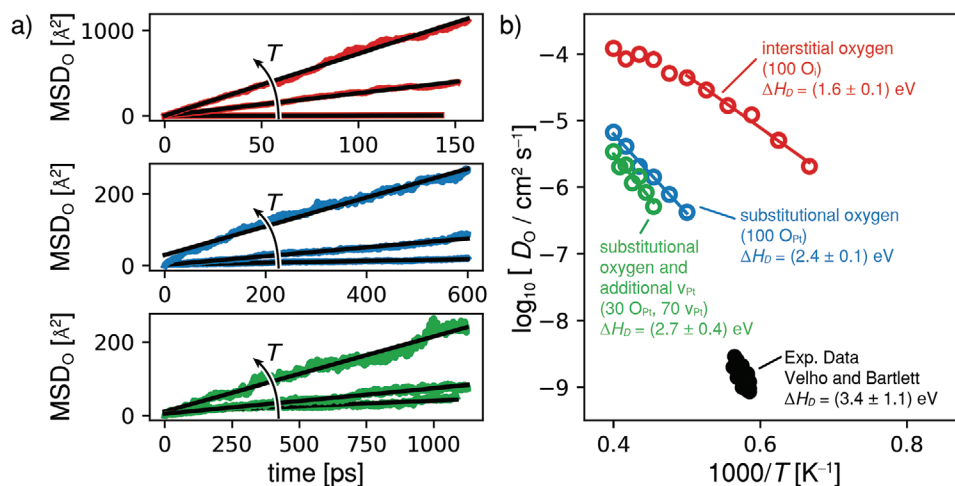 a)
MSD_O [Å²]
1000
0
T
0 50 100 150
MSD_O [Å²]
200
0
T
0 200 400 600
MSD_O [Å²]
200
0
T
0 250 500 750 1000
time [ps]
b)
log₁₀ [ D_O / cm² s⁻¹]
−4
−5
−6
−7
−8
−9
0.4 0.6 0.8
1000/T [K⁻¹]
interstitial oxygen
(100 Oᵢ)
ΔH_D = (1.6 ± 0.1) eV
substitutional oxygen
(100 O_Pt)
ΔH_D = (2.4 ± 0.1) eV
substitutional
oxygen and
additional v_Pt
(30 O_Pt, 70 v_Pt)
ΔH_D = (2.7 ± 0.4) eV
Exp. Data
Velho and Bartlett
ΔH_D = (3.4 ± 1.1) eV